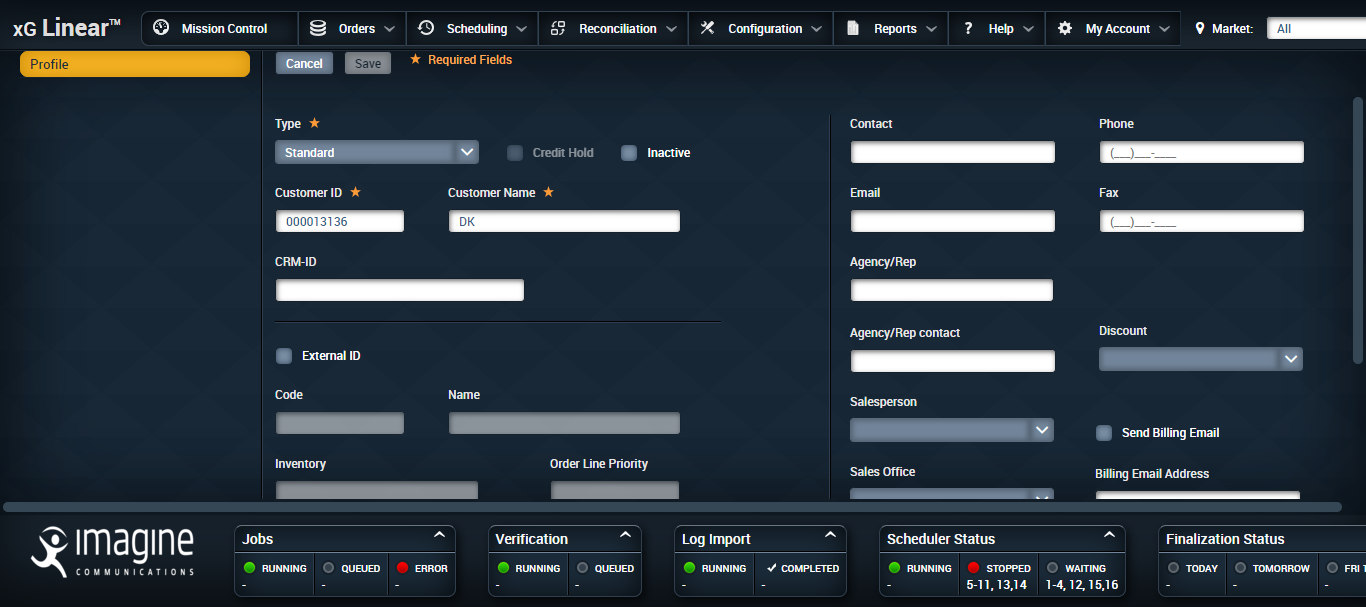 xG Linear™
Mission Control
Orders
Scheduling
Reconciliation
Configuration
Reports
? Help
My Account
Market:
All
Profile
Cancel
Save
★ Required Fields
Type ★
Standard
Credit Hold
Inactive
Customer ID ★
Customer Name ★
000013136
DK
CRM-ID
External ID
Code
Name
Inventory
Order Line Priority
Contact
Phone
(___)___-____
Email
Fax
(___)___-____
Agency/Rep
Agency/Rep contact
Discount
Salesperson
Send Billing Email
Sales Office
Billing Email Address
imagine
COMMUNICATIONS
Jobs
RUNNING
-
QUEUED
-
ERROR
-
Verification
RUNNING
-
QUEUED
-
Log Import
RUNNING
-
COMPLETED
-
Scheduler Status
RUNNING
-
STOPPED
5-11, 13,14
WAITING
1-4, 12, 15,16
Finalization Status
TODAY
-
TOMORROW
-
FRI
-